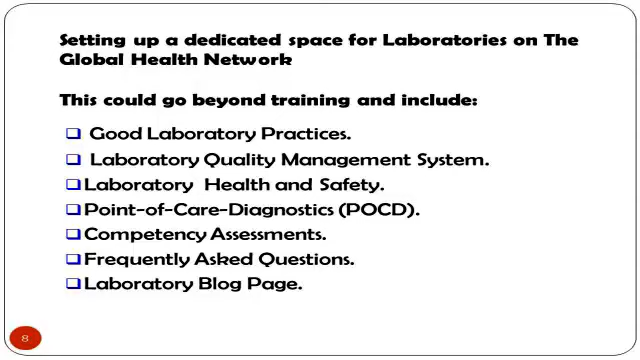 Setting up a dedicated space for Laboratories on The
Global Health Network
This could go beyond training and include:
Good Laboratory Practices.
Laboratory Quality Management System.
Laboratory Health and Safety.
Point-of-Care-Diagnostics (POCD).
Competency Assessments.
Frequently Asked Questions.
Laboratory Blog Page.
8